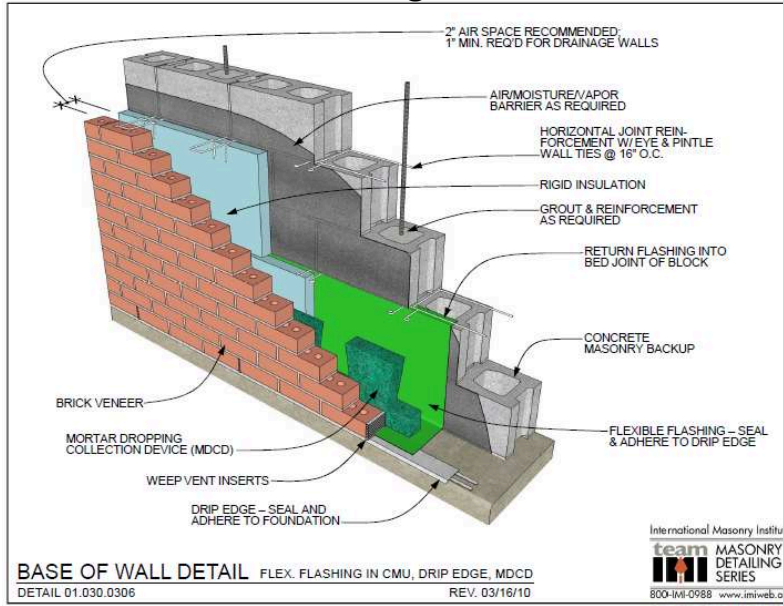 2" AIR SPACE RECOMMENDED;
1" MIN. REQ'D FOR DRAINAGE WALLS
AIR/MOISTURE/VAPOR
BARRIER AS REQUIRED
HORIZONTAL JOINT REIN-
FORCEMENT W/ EYE & PINTLE
WALL TIES @ 16" O.C.
RIGID INSULATION
GROUT & REINFORCEMENT
AS REQUIRED
RETURN FLASHING INTO
BED JOINT OF BLOCK
CONCRETE
MASONRY BACKUP
BRICK VENEER
FLEXIBLE FLASHING – SEAL
& ADHERE TO DRIP EDGE
MORTAR DROPPING
COLLECTION DEVICE (MDCD)
WEEP VENT INSERTS
DRIP EDGE – SEAL AND
ADHERE TO FOUNDATION
BASE OF WALL DETAIL FLEX. FLASHING IN CMU, DRIP EDGE, MDCD
DETAIL 01.030.0306 REV. 03/16/10
International Masonry Institu
team MASONRY
DETAILING
SERIES
800-IMI-0988 www.imiweb.o